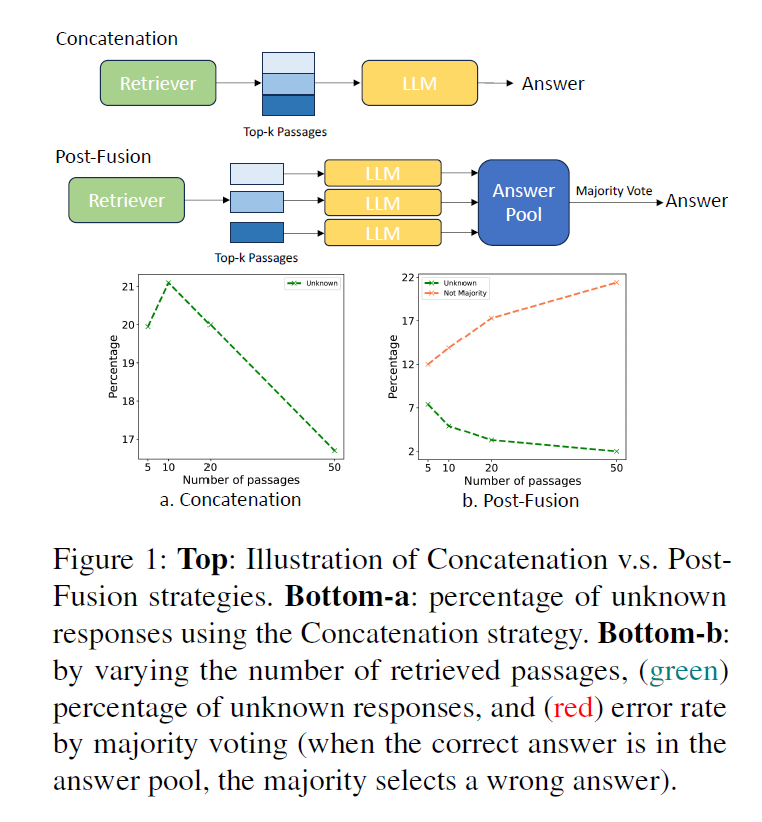 Concatenation
Retriever
LLM
Answer
Top-k Passages
Post-Fusion
Retriever
LLM
LLM
LLM
Answer
Pool
Majority Vote
Answer
Top-k Passages
Unknown
21
20
19
18
17
Percentage
5 10 20 50
Number of passages
a. Concatenation
Unknown
Not Majority
22
17
12
7
2
Percentage
5 10 20 50
Number of passages
b. Post-Fusion
Figure 1: Top: Illustration of Concatenation v.s. Post-
Fusion strategies. Bottom-a: percentage of unknown
responses using the Concatenation strategy. Bottom-b:
by varying the number of retrieved passages, (green)
percentage of unknown responses, and (red) error rate
by majority voting (when the correct answer is in the
answer pool, the majority selects a wrong answer).